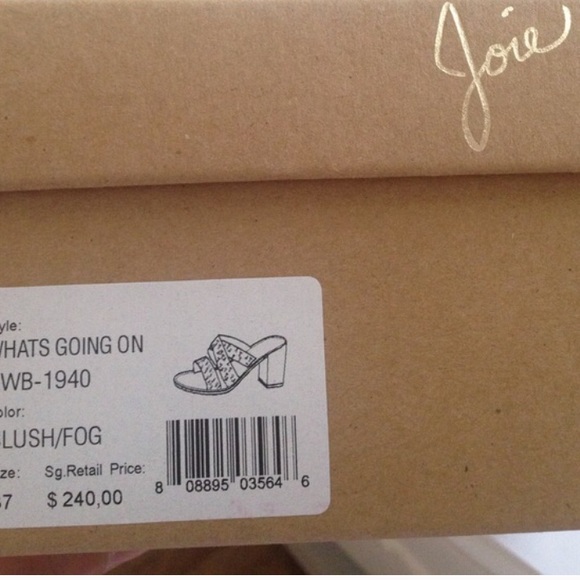 Joie
yle:
WHATS GOING ON
WB-1940
olor:
LUSH/FOG
ze: Sg.Retail Price:
37 $ 240,00
8 08895 03564 6